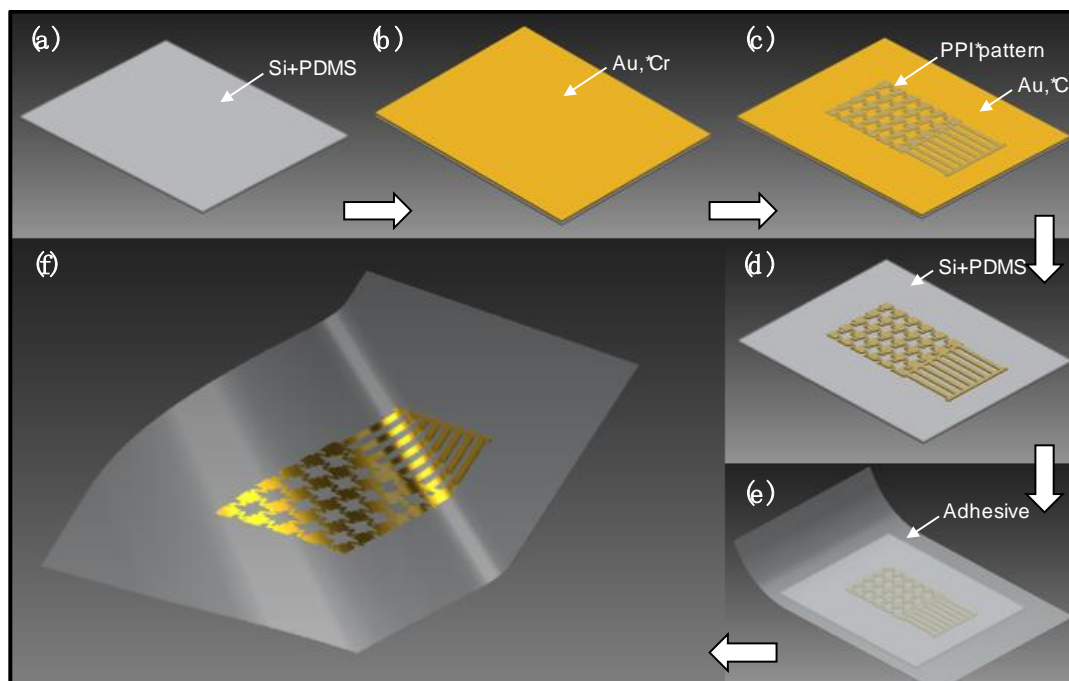 (a)
Si+PDMS
(b)
Au,*Cr
(c)
PPI*pattern
Au,*C
(d)
Si+PDMS
(e)
Adhesive
(f)